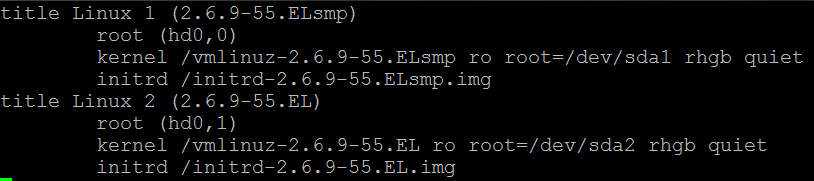 title Linux 1 (2.6.9-55.ELsmp)
root (hd0,0)
kernel /vmlinuz-2.6.9-55.ELsmp ro root=/dev/sda1 rhgb quiet
initrd /initrd-2.6.9-55.ELsmp.img
title Linux 2 (2.6.9-55.EL)
root (hd0,1)
kernel /vmlinuz-2.6.9-55.EL ro root=/dev/sda2 rhgb quiet
initrd /initrd-2.6.9-55.EL.img